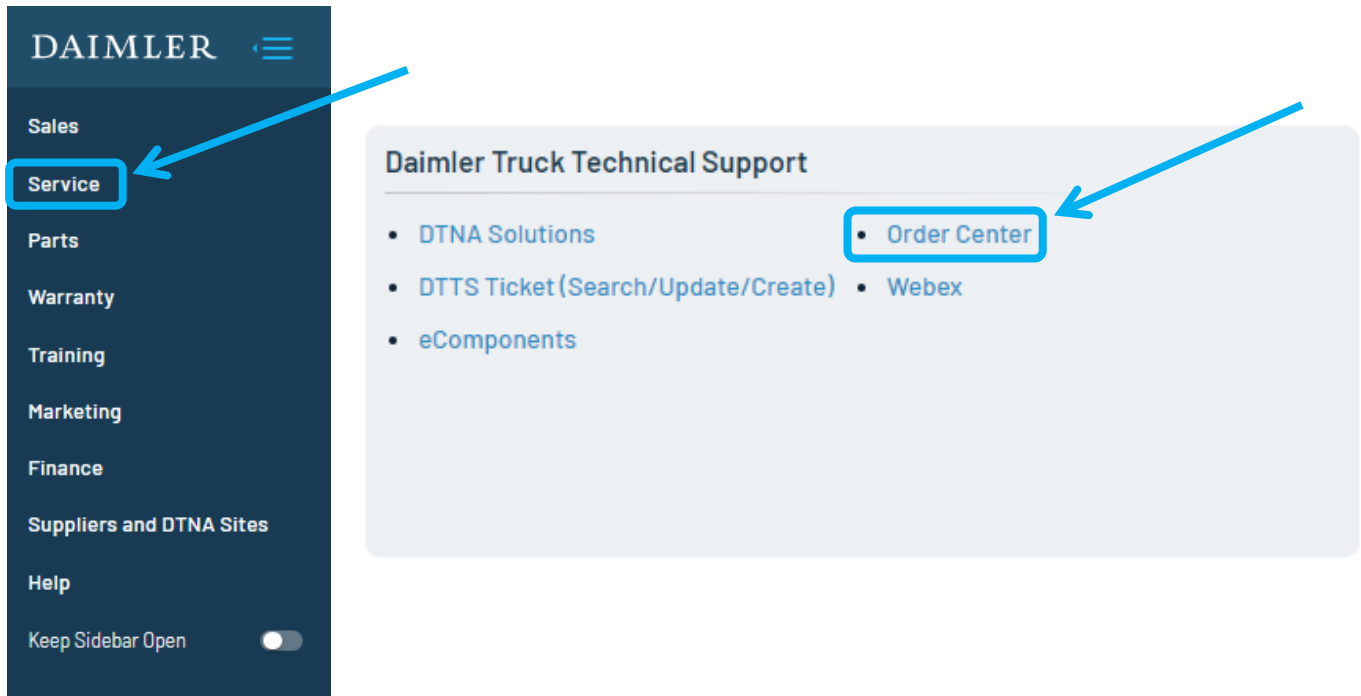 DAIMLER
Sales
Service
Parts
Warranty
Training
Marketing
Finance
Suppliers and DTNA Sites
Help
Keep Sidebar Open
Daimler Truck Technical Support
DTNA Solutions
Order Center
DTTS Ticket (Search/Update/Create)
Webex
eComponents